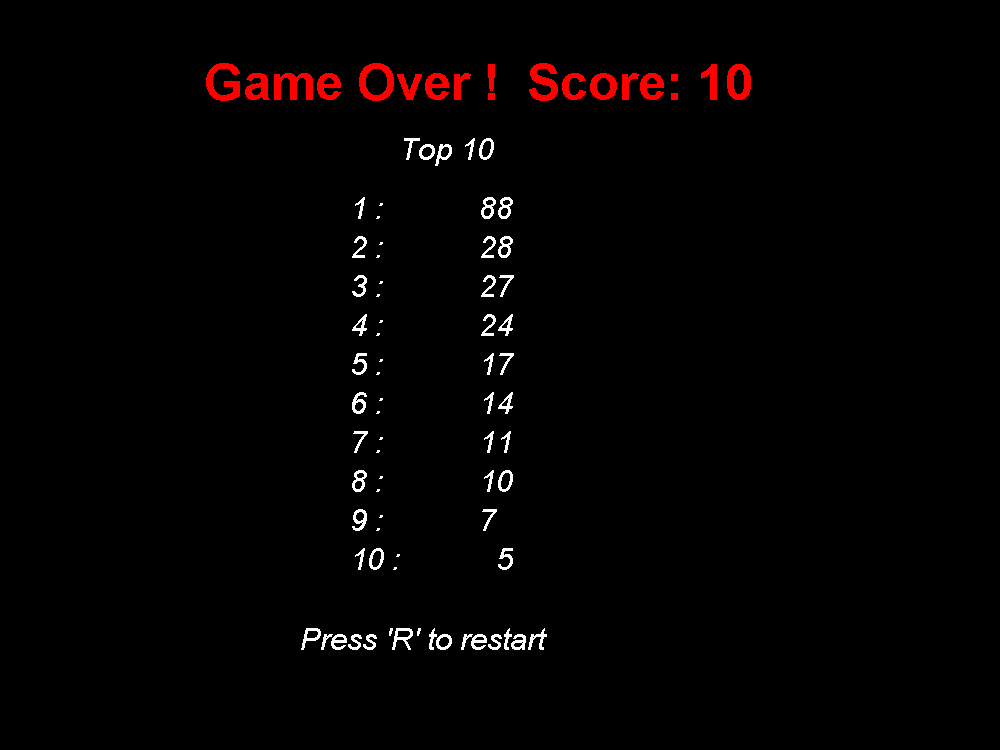 Game Over ! Score: 10
Top 10
1 : 88
2 : 28
3 : 27
4 : 24
5 : 17
6 : 14
7 : 11
8 : 10
9 : 7
10 : 5
Press 'R' to restart